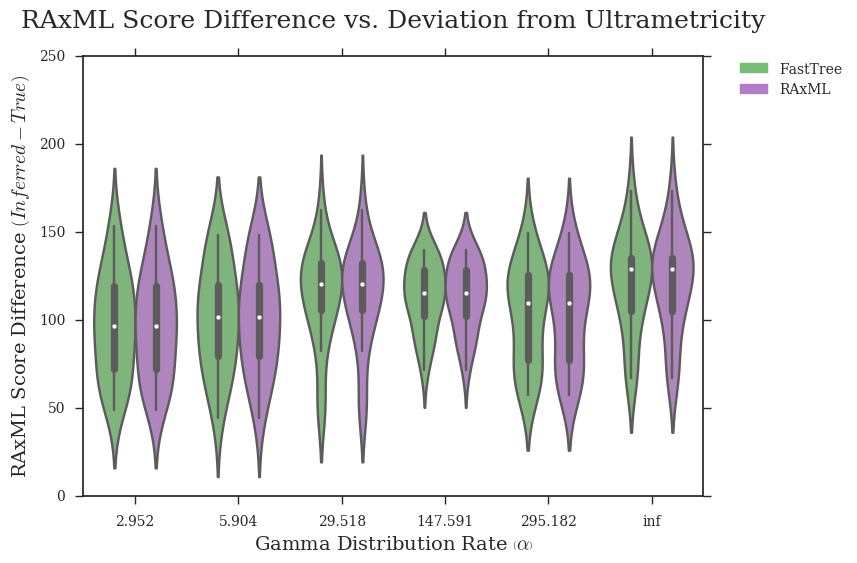 RAxML Score Difference vs. Deviation from Ultrametricity
250
200
150
100
50
0
RAxML Score Difference (Inferred − True)
2.952 5.904 29.518 147.591 295.182 inf
Gamma Distribution Rate (α)
FastTree
RAxML